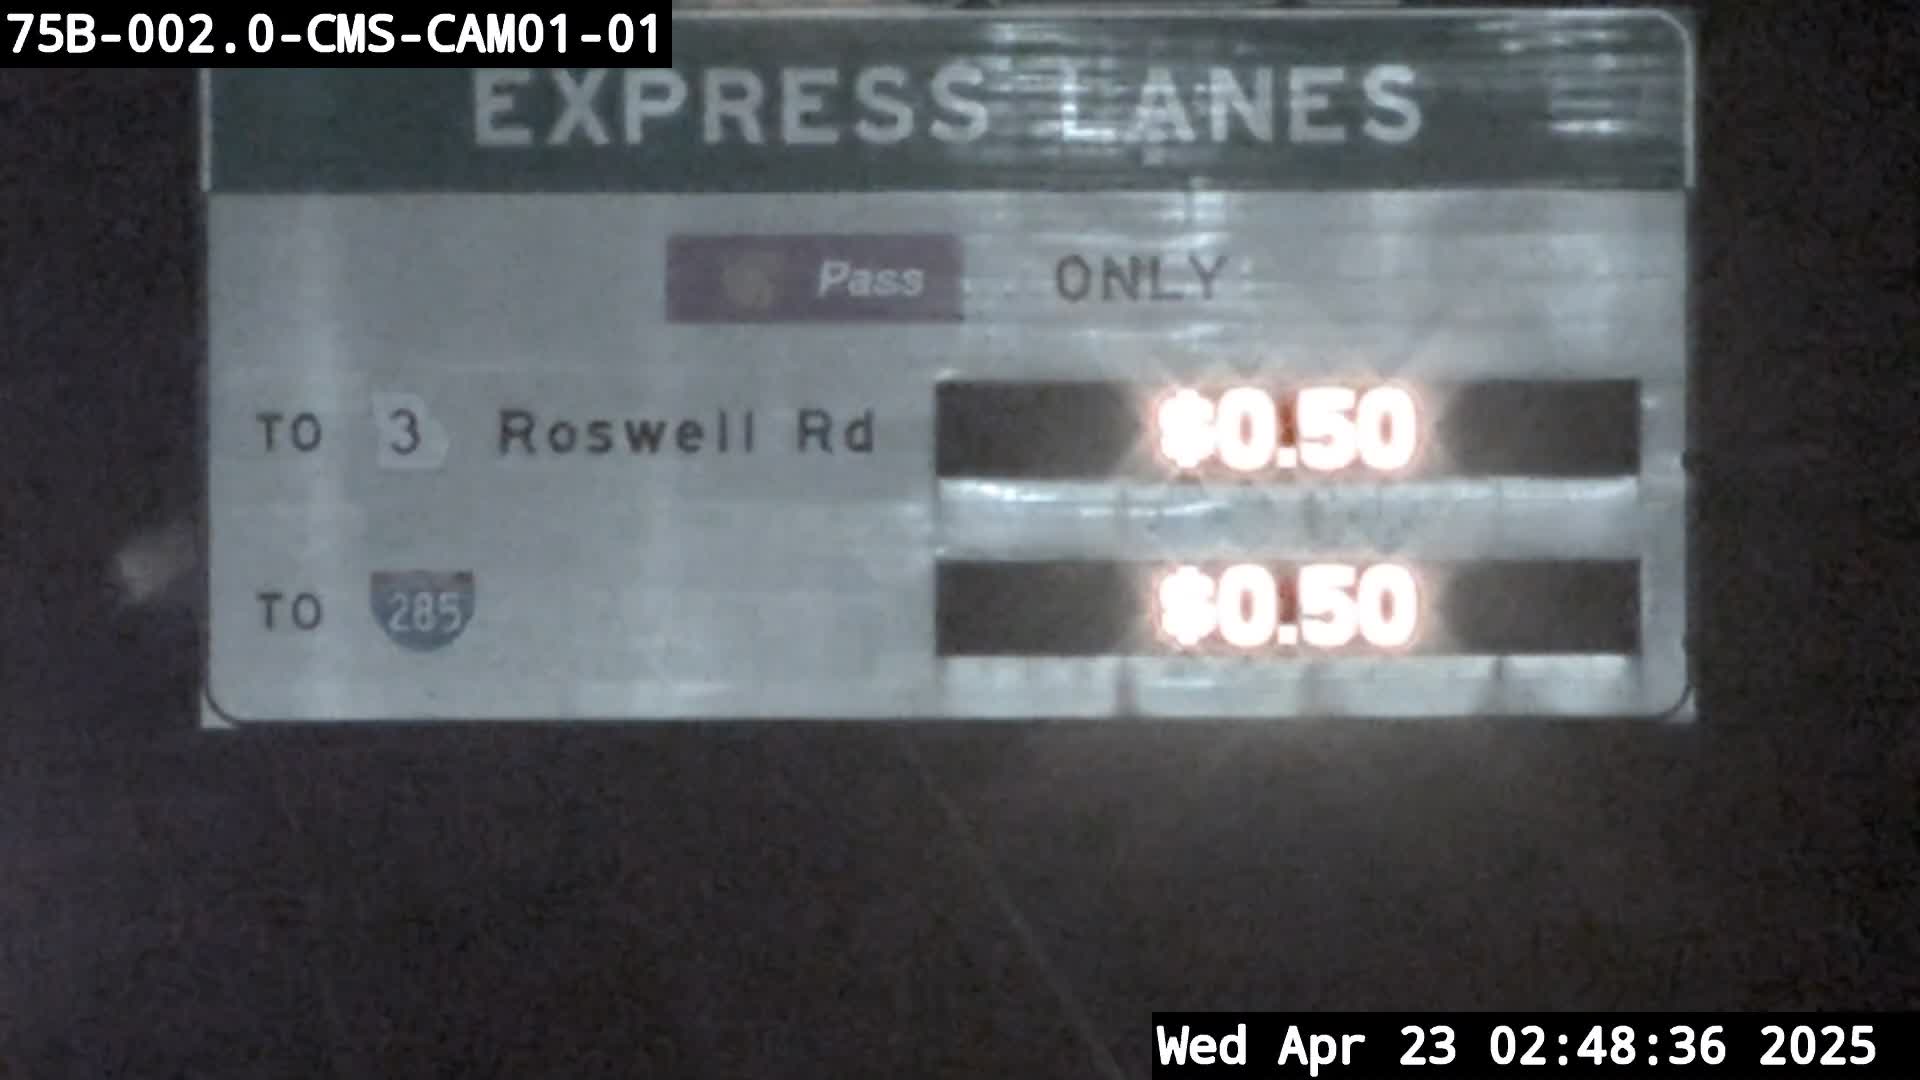 75B-002.0-CMS-CAM01-01
EXPRESS LANES
Pass ONLY
TO 3 Roswell Rd $0.50
TO 285 $0.50
Wed Apr 23 02:48:36 2025